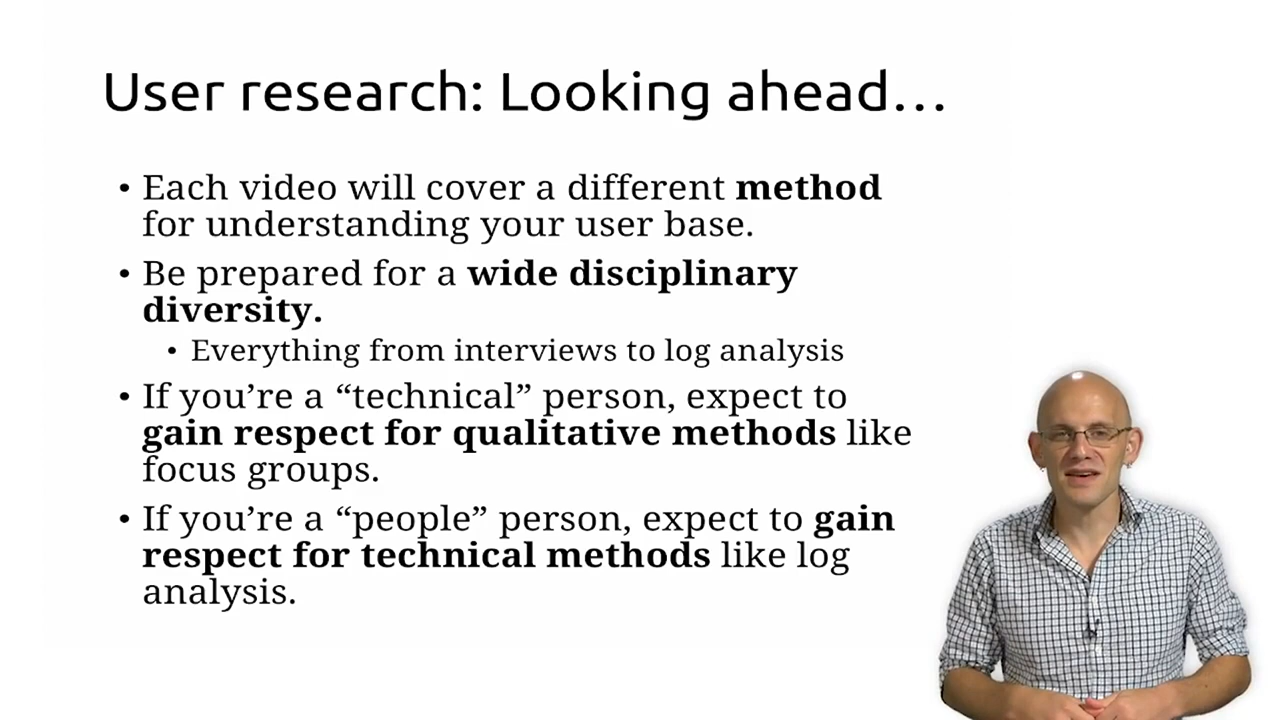 User research: Looking ahead…
• Each video will cover a different method
for understanding your user base.
• Be prepared for a wide disciplinary
diversity.
• Everything from interviews to log analysis
• If you’re a “technical” person, expect to
gain respect for qualitative methods like
focus groups.
• If you’re a “people” person, expect to gain
respect for technical methods like log
analysis.